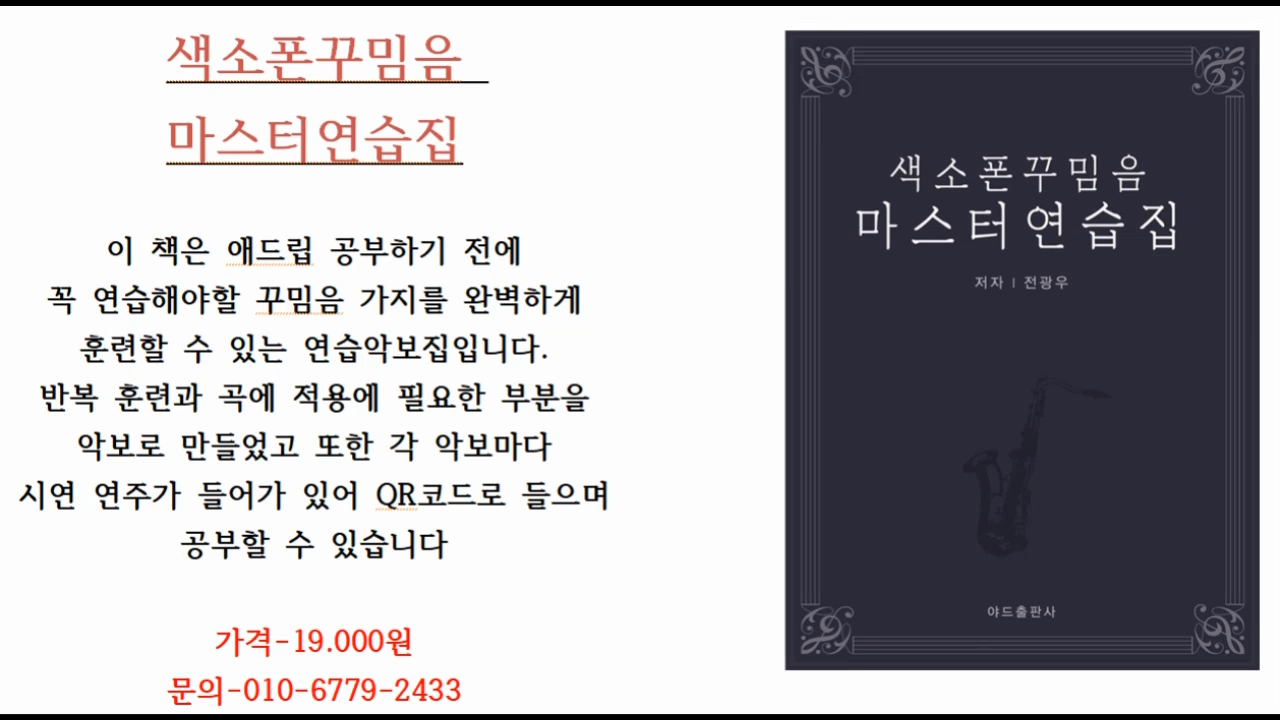 색소폰꾸밈음
마스터연습집
이 책은 애드립 공부하기 전에
꼭 연습해야할 꾸밈음 가지를 완벽하게
훈련할 수 있는 연습악보집입니다.
반복 훈련과 곡에 적용에 필요한 부분을
악보로 만들었고 또한 각 악보마다
시연 연주가 들어가 있어 QR코드로 들으며
공부할 수 있습니다
가격-19.000원
문의-010-6779-2433
색소폰꾸밈음
마스터연습집
저자 | 전광우
야드출판사